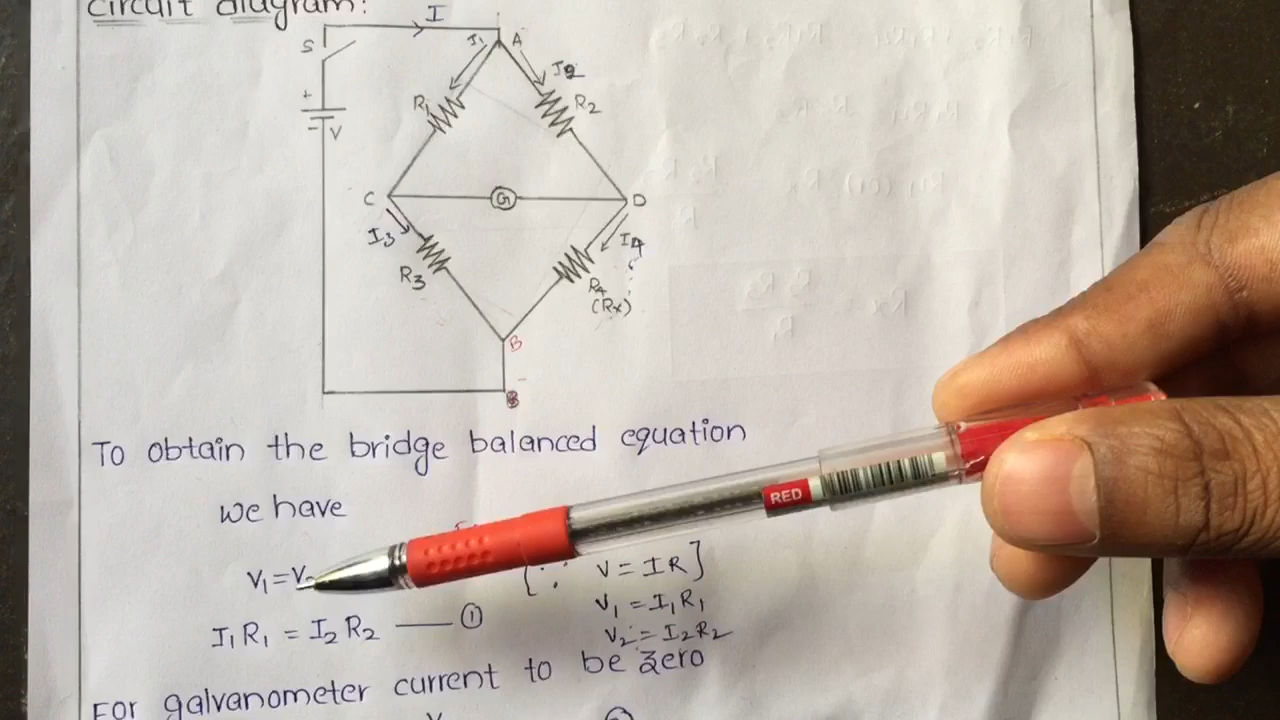 circuit diagram:
I
S
I1
A
I2
R1
R2
+
- V
C
G
D
I3
I4
R3
R4
(Rx)
B
B
To obtain the bridge balanced equation
we have
V1 = V
[∵ V = IR]
V1 = I1R1
I1R1 = I2R2 —— ①
V2 = I2R2
For galvanometer current to be zero
RED